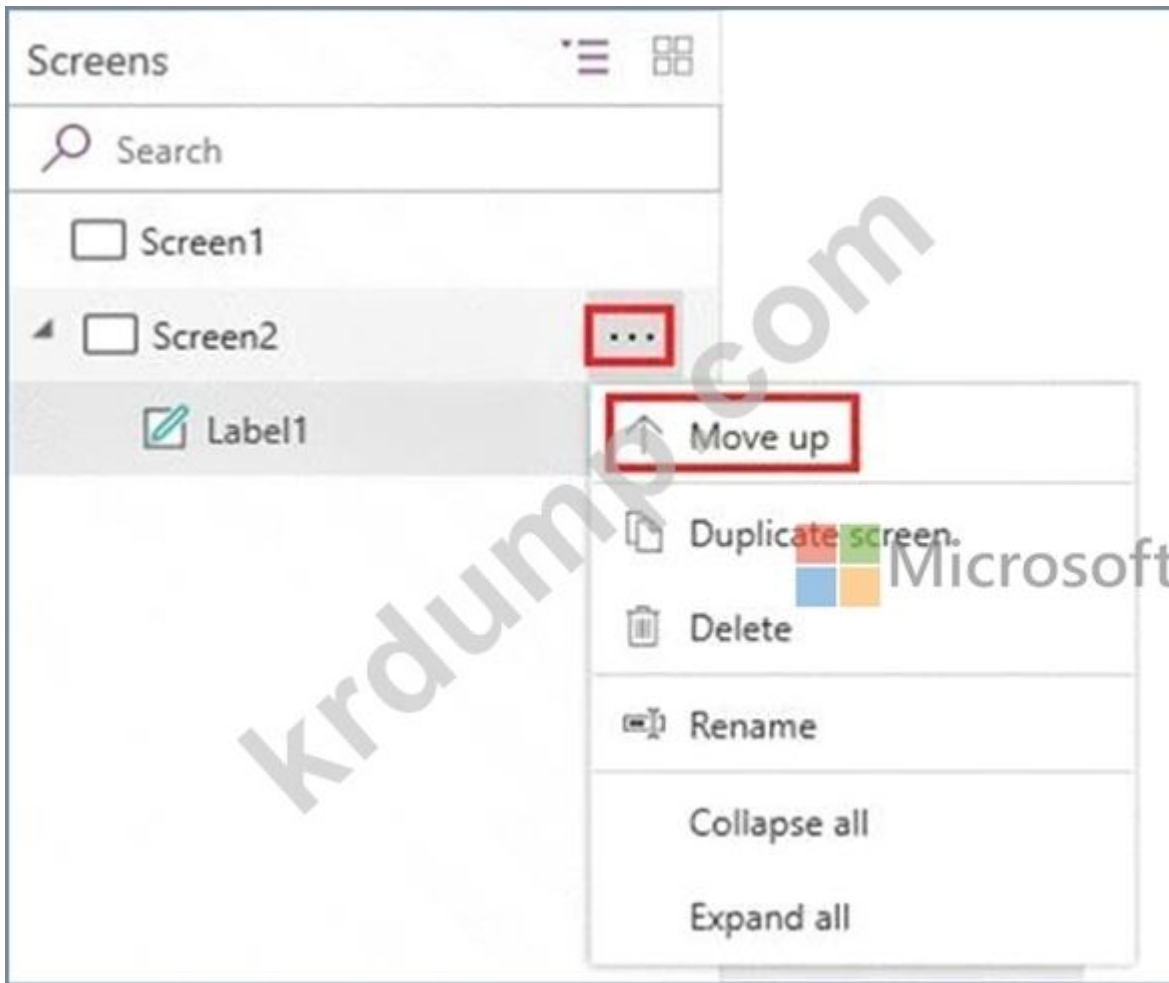 Screens
Search
Screen1
Screen2
...
Label1
Move up
Duplicate screen
Delete
Rename
Collapse all
Expand all
Microsoft
krdump.com